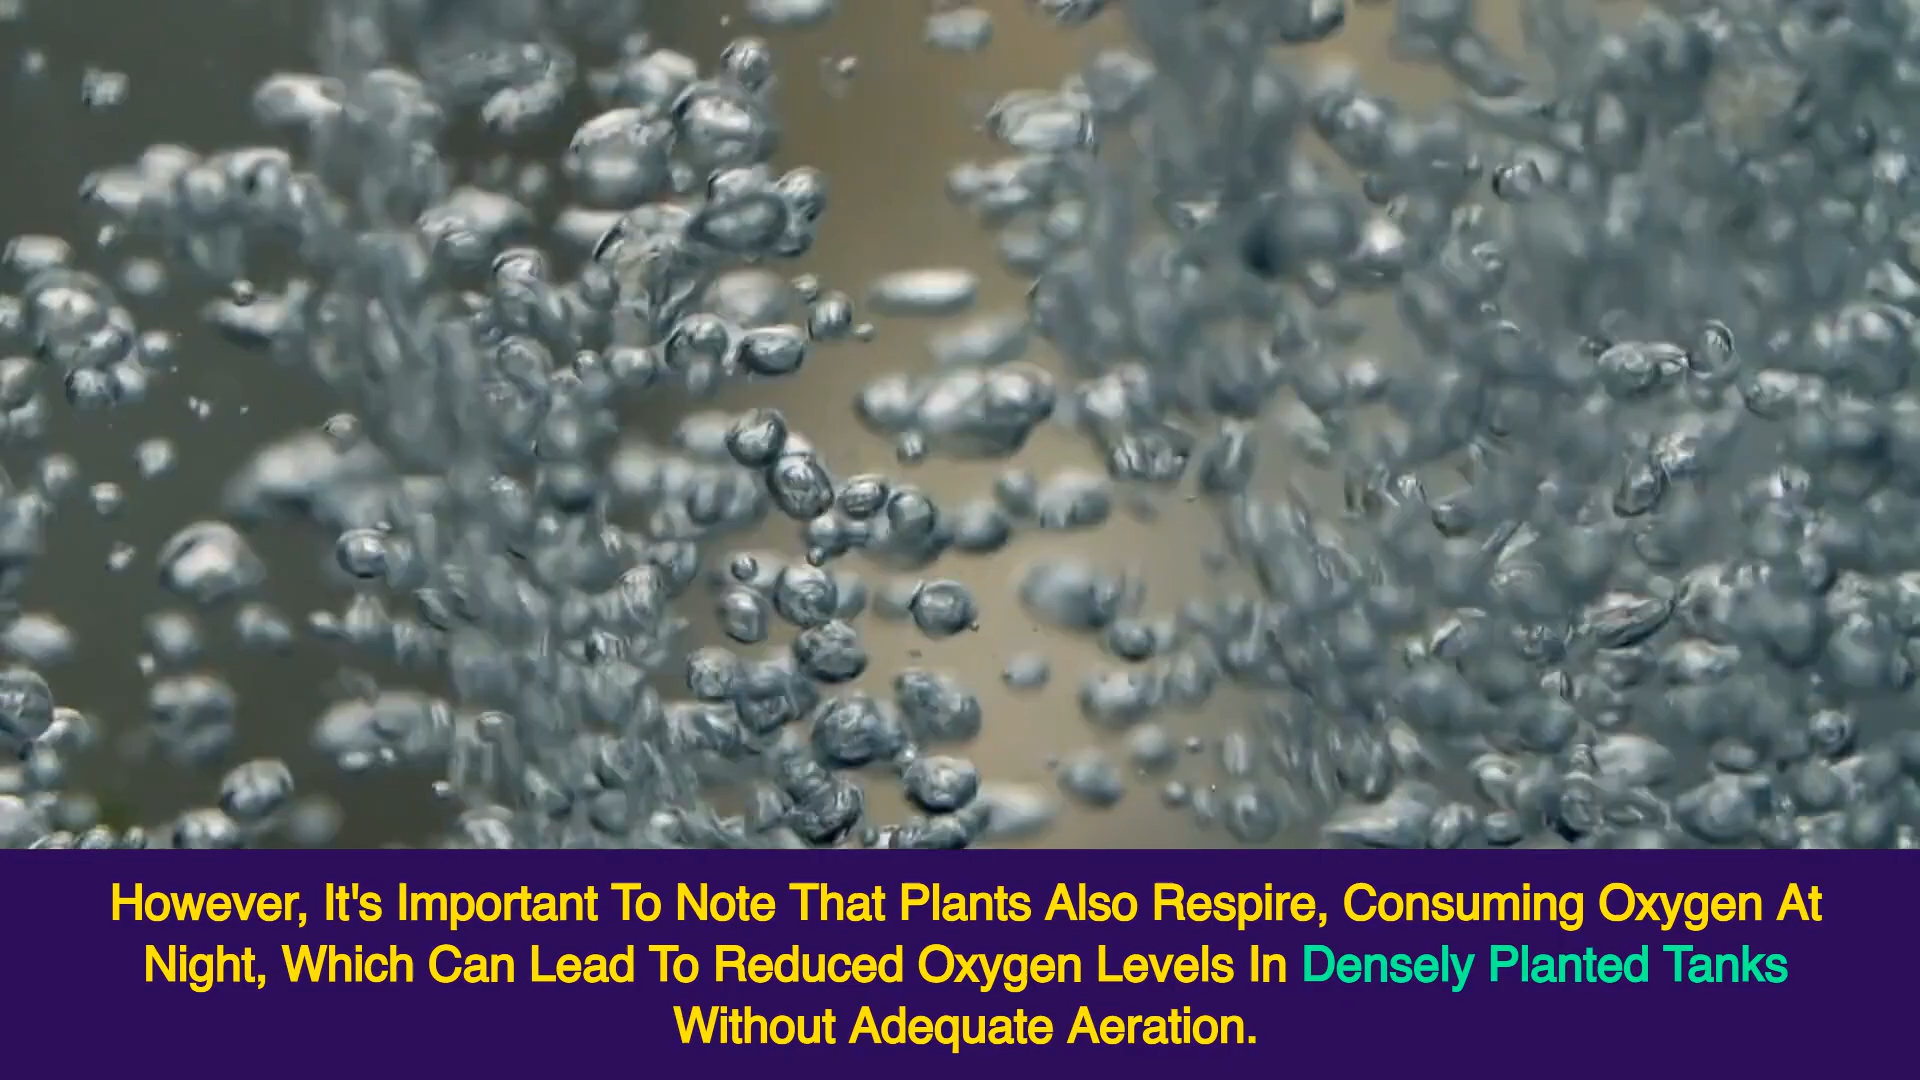 However, It's Important To Note That Plants Also Respire, Consuming Oxygen At
Night, Which Can Lead To Reduced Oxygen Levels In Densely Planted Tanks
Without Adequate Aeration.